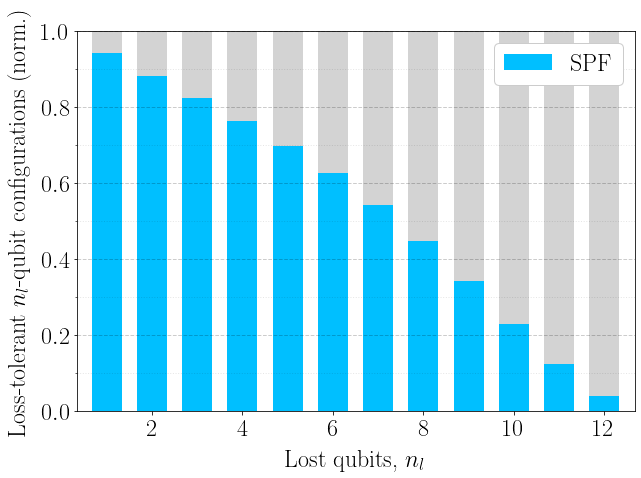 Loss-tolerant n_l-qubit configurations (norm.)
1.0
0.8
0.6
0.4
0.2
0.0
SPF
2 4 6 8 10 12
Lost qubits, n_l